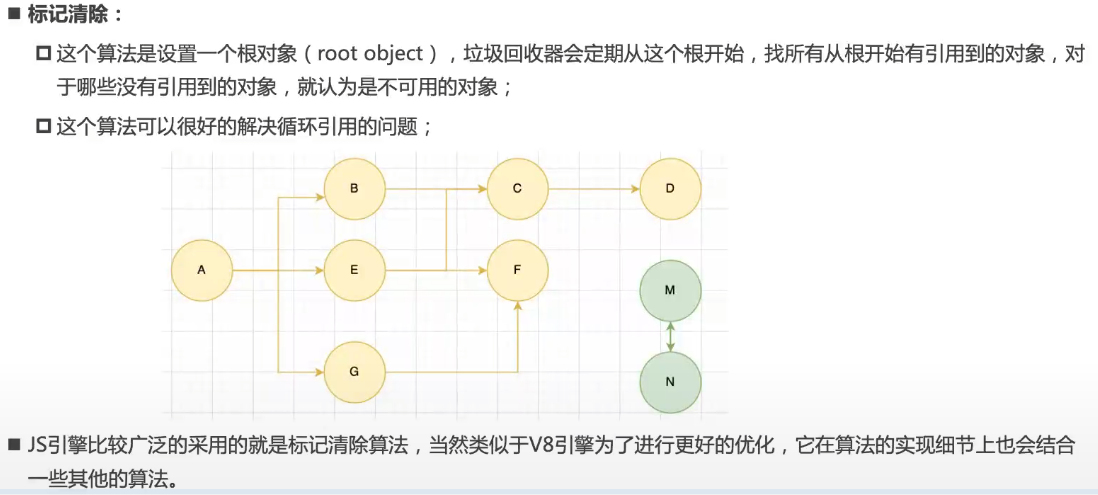 ■ 标记清除：
这个算法是设置一个根对象（root object），垃圾回收器会定期从这个根开始，找所有从根开始有引用到的对象，对
于哪些没有引用到的对象，就认为是不可用的对象；
这个算法可以很好的解决循环引用的问题；
B
C
D
A
E
F
M
G
N
■ JS引擎比较广泛的采用的就是标记清除算法，当然类似于V8引擎为了进行更好的优化，它在算法的实现细节上也会结合
一些其他的算法。